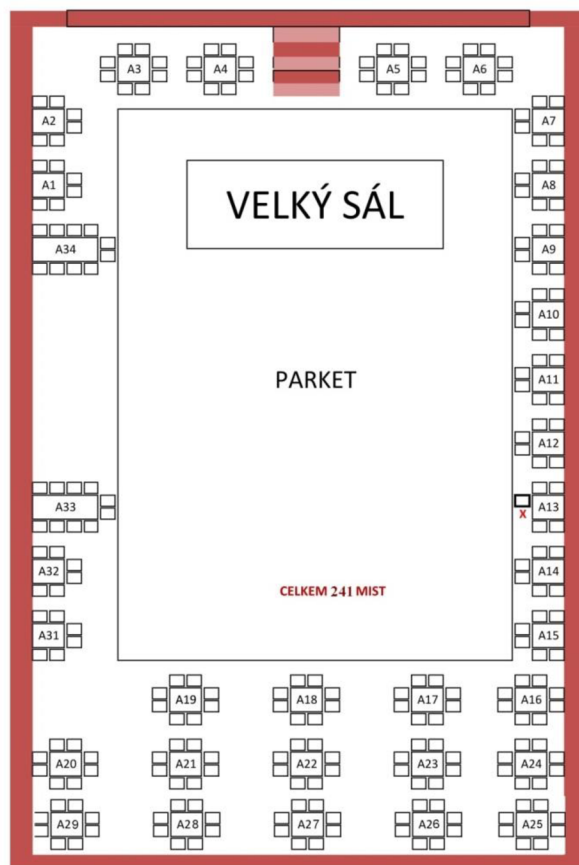 A3 A4 A5 A6
A2 A7
A1 A8
VELKÝ SÁL
A34 A9
A10
PARKET
A11
A12
A33 A13
X
A32 A14
CELKEM 241 MIST
A31 A15
A19 A18 A17 A16
A20 A21 A22 A23 A24
A29 A28 A27 A26 A25